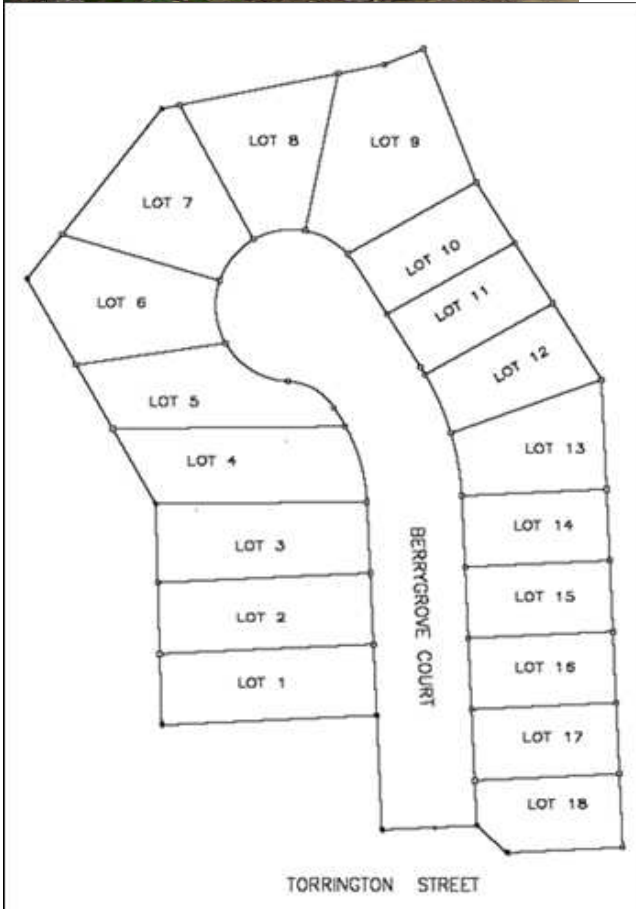 LOT 8
LOT 9
LOT 7
LOT 10
LOT 6
LOT 11
LOT 12
LOT 5
LOT 4
LOT 13
LOT 3
LOT 14
LOT 2
LOT 15
LOT 1
LOT 16
LOT 17
LOT 18
BERRYGROVE COURT
TORRINGTON STREET